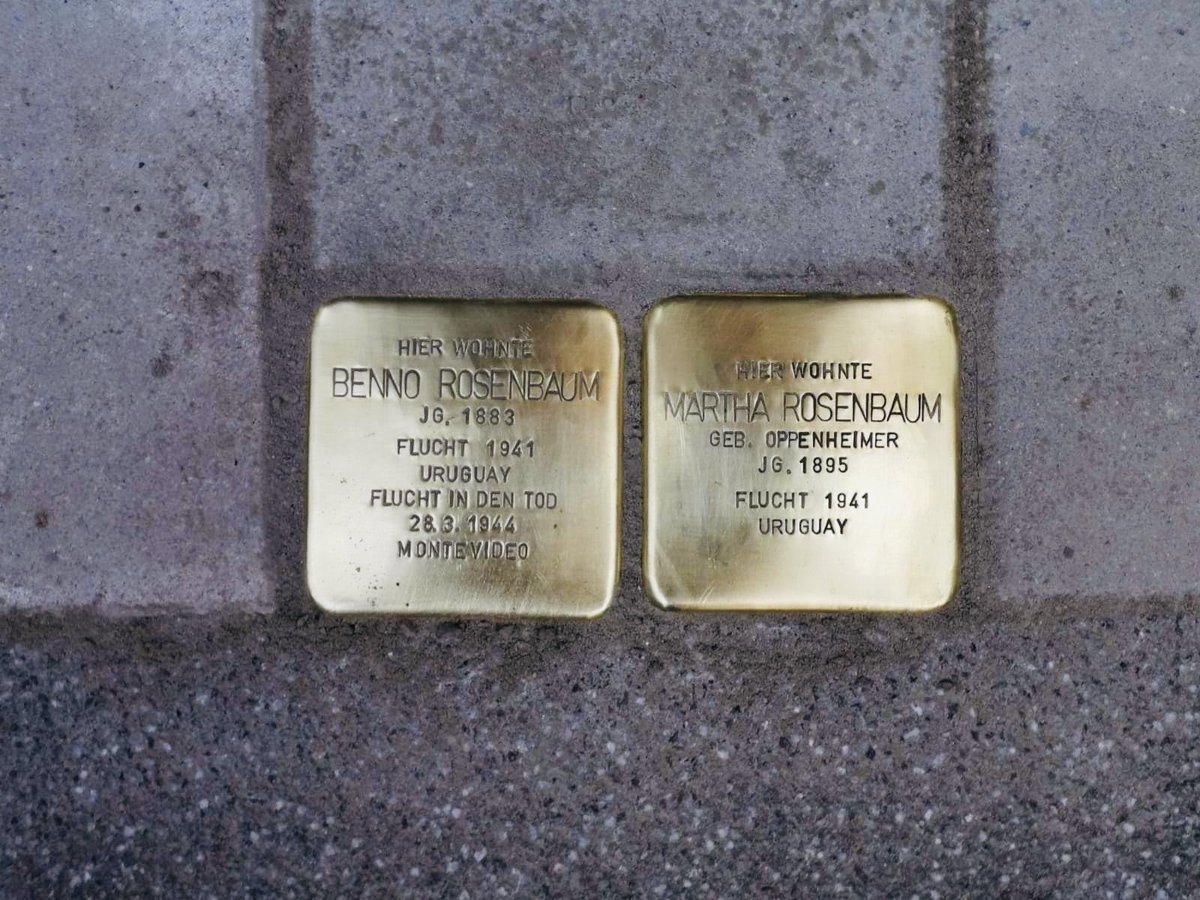 HIER WOHNTE
BENNO ROSENBAUM
JG. 1883
FLUCHT 1941
URUGUAY
FLUCHT IN DEN TOD
28.3.1944
MONTEVIDEO
HIER WOHNTE
MARTHA ROSENBAUM
GEB. OPPENHEIMER
JG. 1895
FLUCHT 1941
URUGUAY